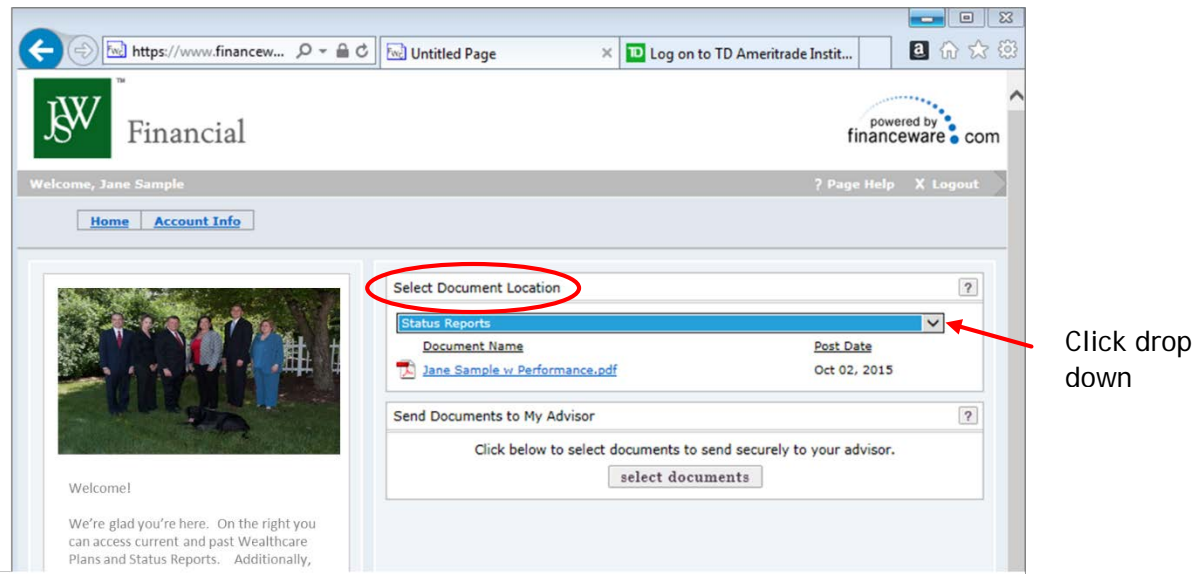 https://www.financew...
Untitled Page
Log on to TD Ameritrade Instit...
JSW
TM
Financial
powered by
financeware com
Welcome, Jane Sample
? Page Help X Logout
Home Account Info
Select Document Location ?
Status Reports
Document Name Post Date
Jane Sample w Performance.pdf Oct 02, 2015
Click drop
down
Send Documents to My Advisor ?
Click below to select documents to send securely to your advisor.
select documents
Welcome!
We're glad you're here. On the right you
can access current and past Wealthcare
Plans and Status Reports. Additionally,